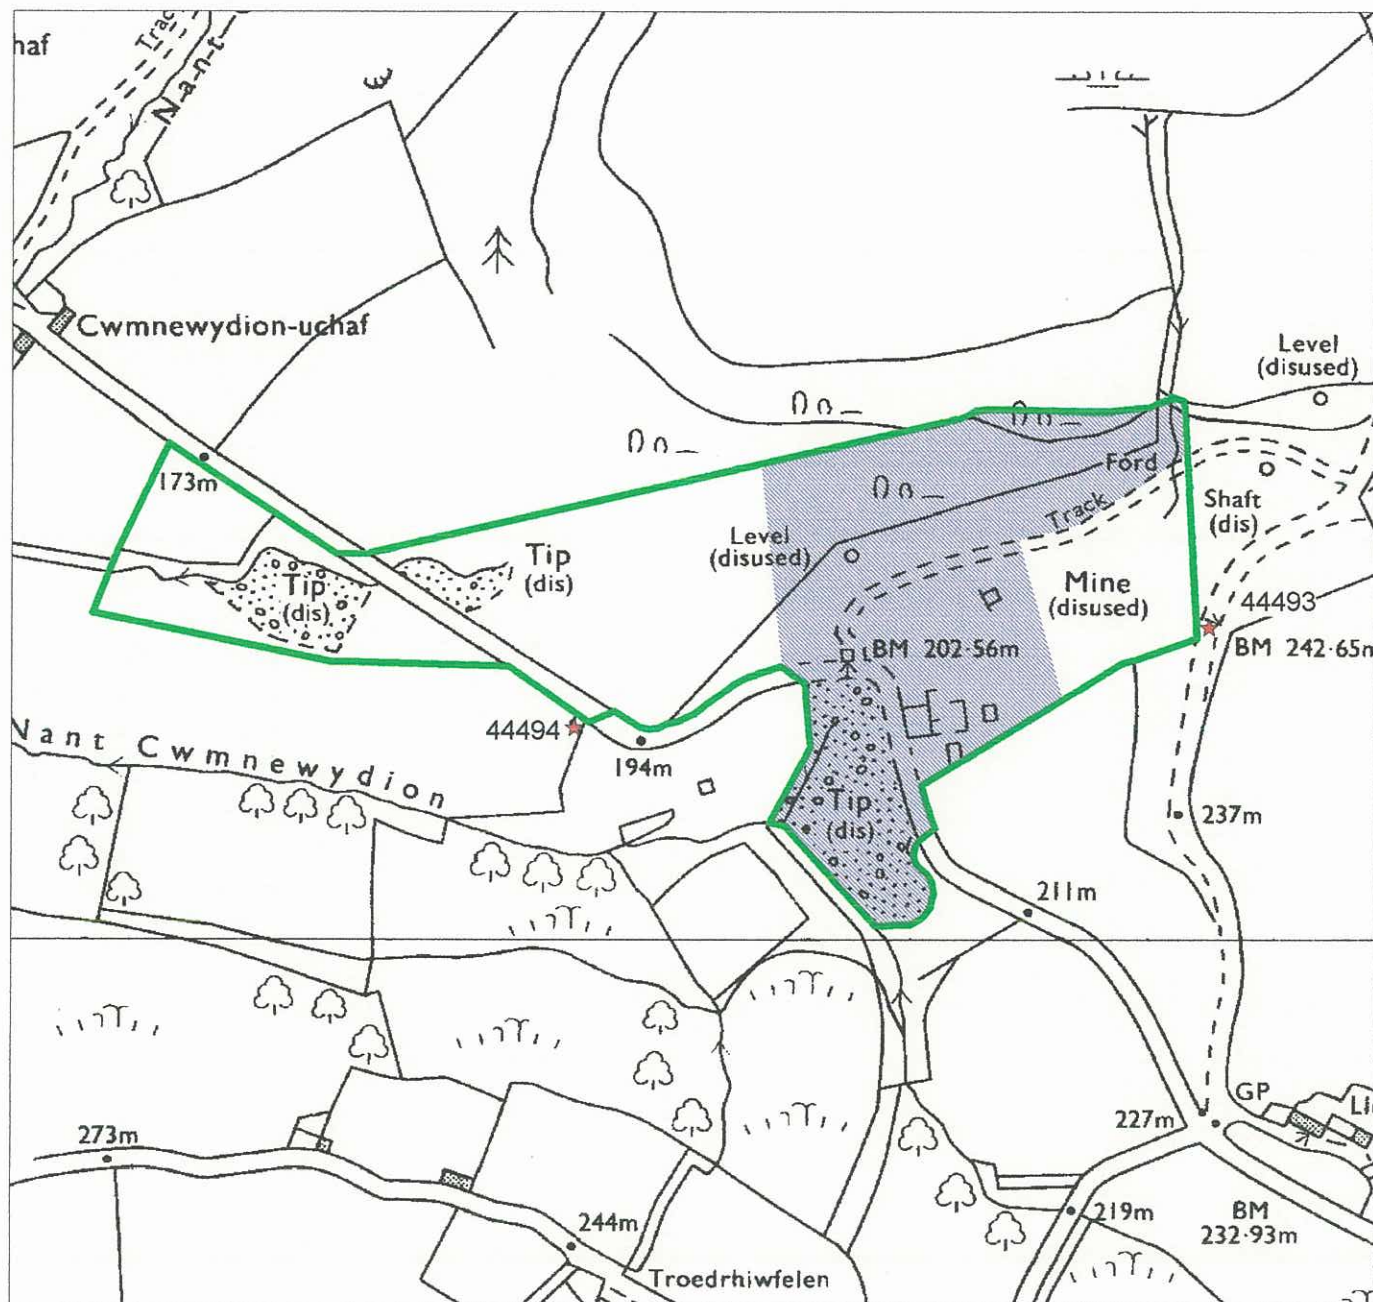 haf
Track
Nant
Cwmnewydion-uchaf
Level
(disused)
173m
Ford
Track
Shaft
(dis)
Level
(disused)
Tip
(dis)
Tip
(dis)
Mine
(disused)
44493
BM 202·56m
BM 242·65m
44494
Nant Cwmnewydion
194m
Tip
(dis)
237m
211m
GP
227m
273m
219m
BM
232·93m
244m
Troedrhiwfelen